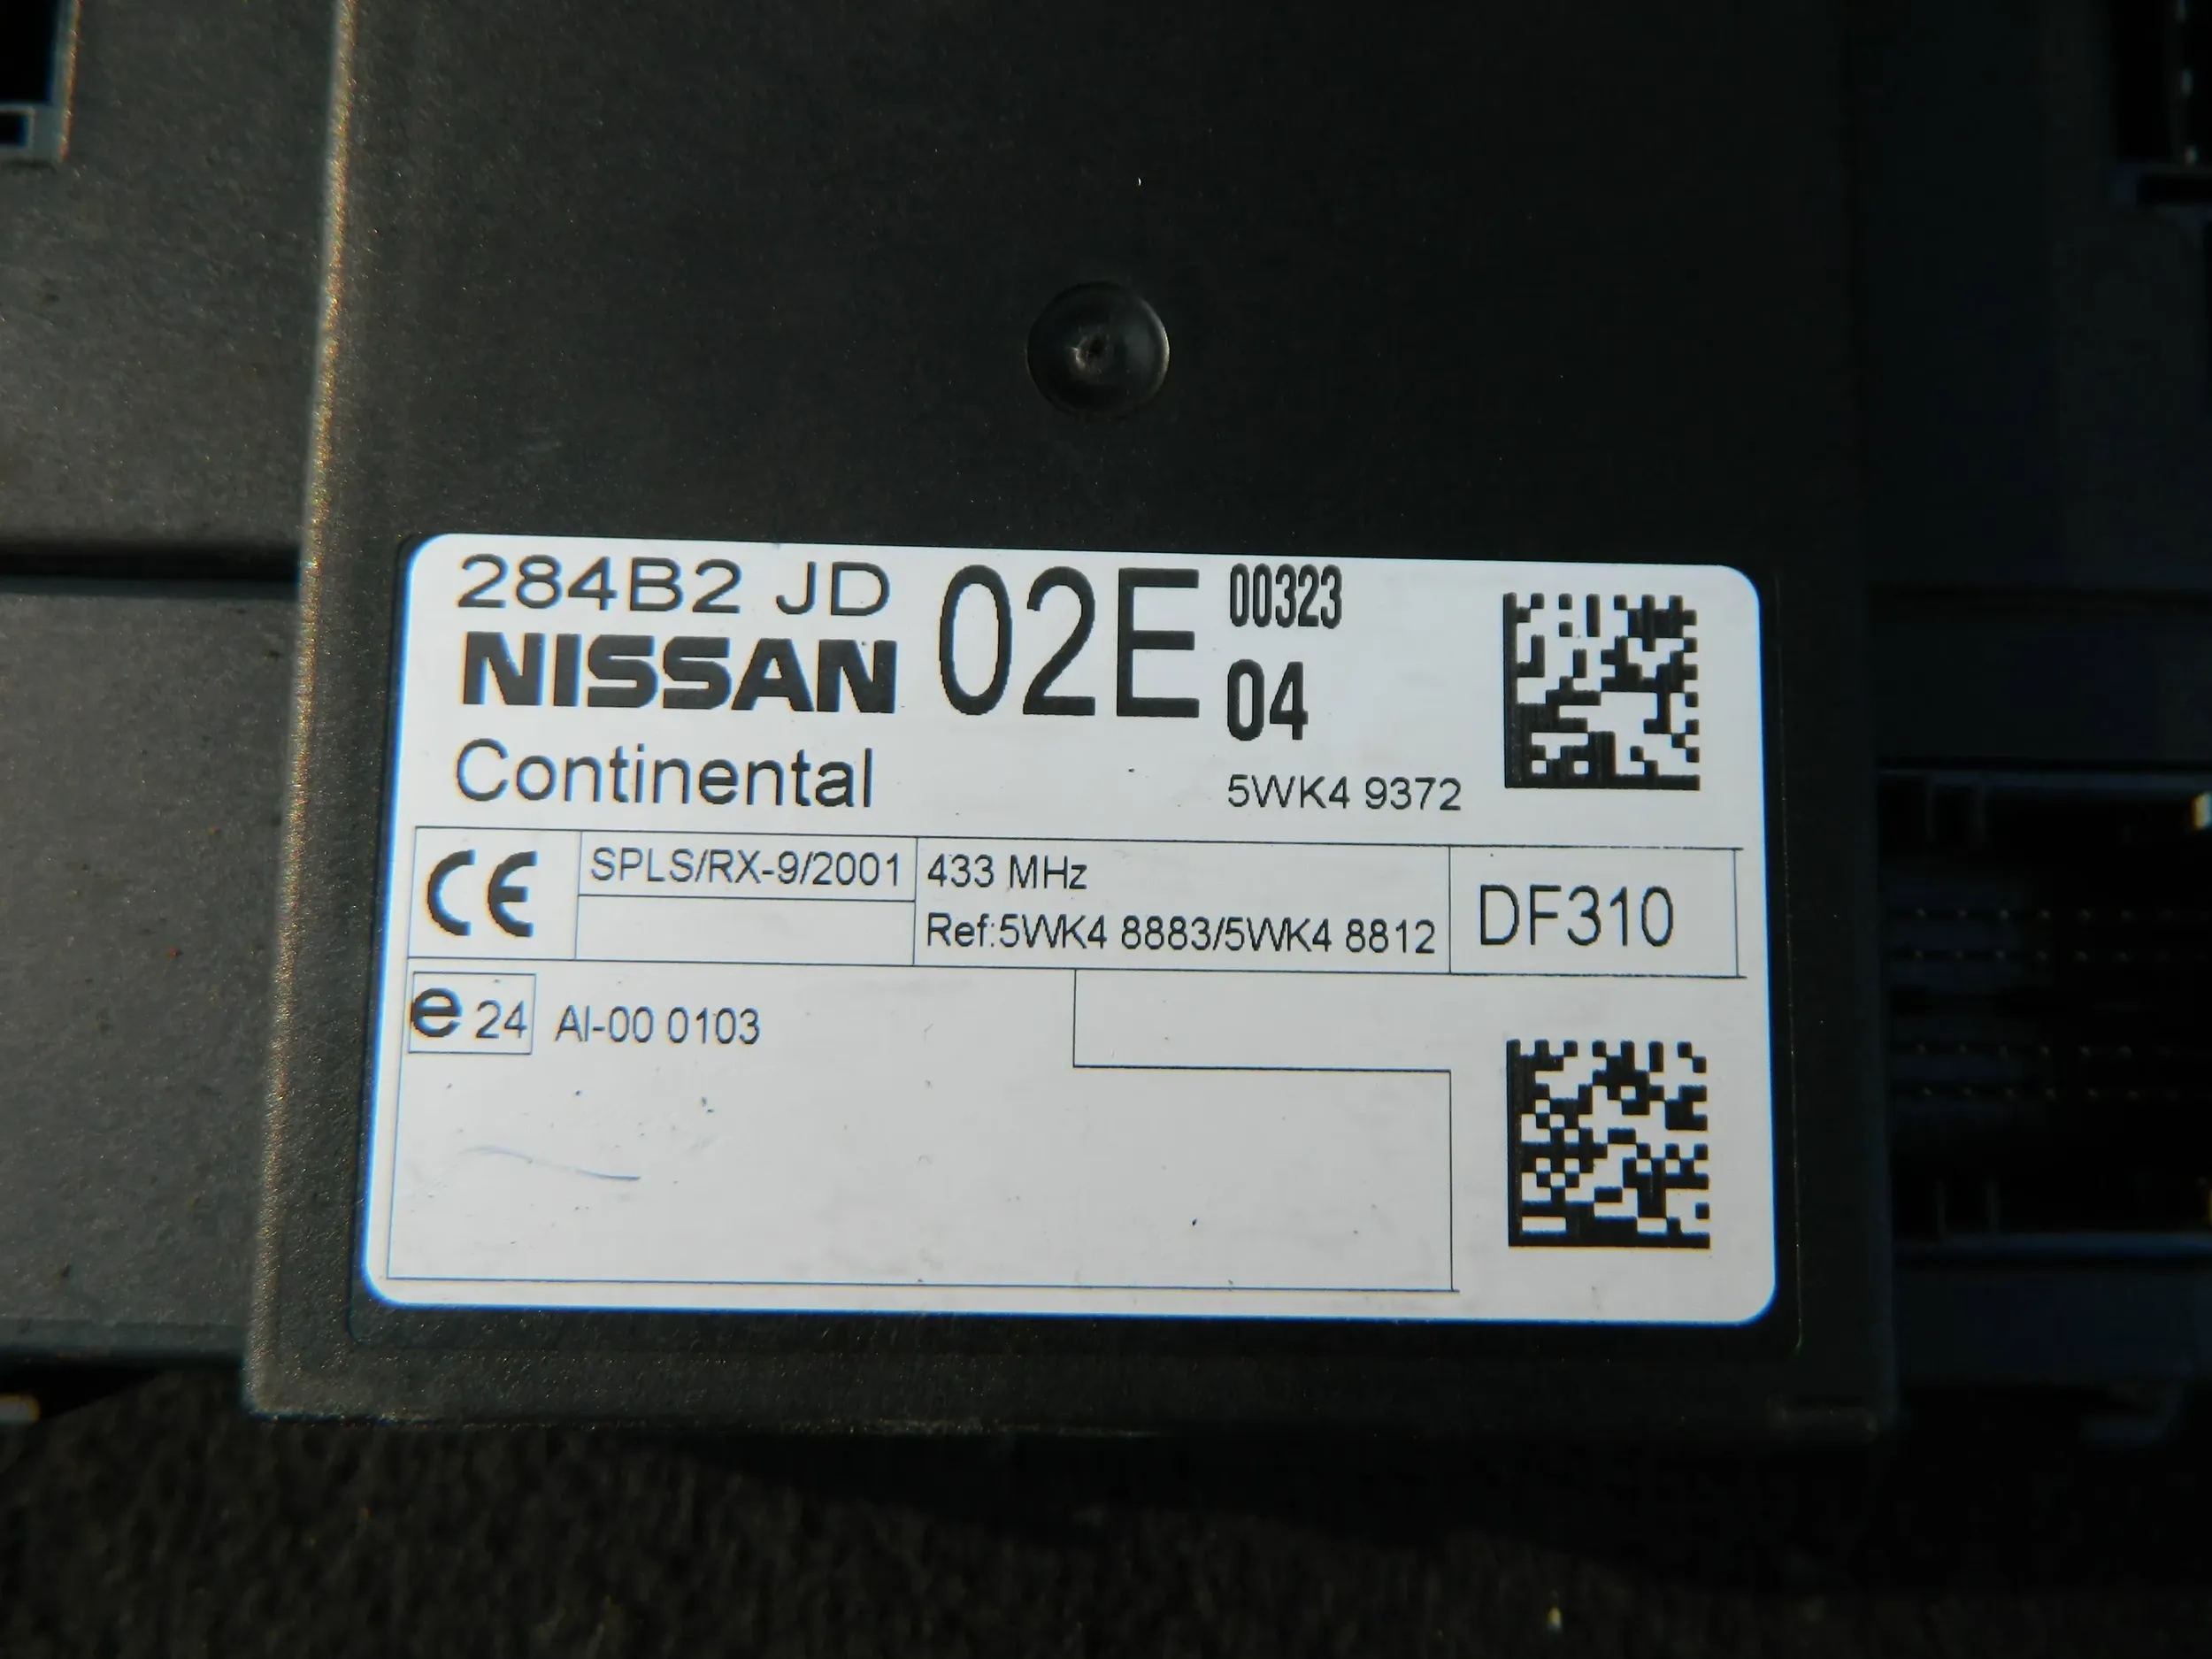 284B2 JD 02E 00323
NISSAN 04
Continental 5WK4 9372
CE SPLS/RX-9/2001 433 MHz DF310
Ref:5WK4 8883/5WK4 8812
e 24 AI-00 0103